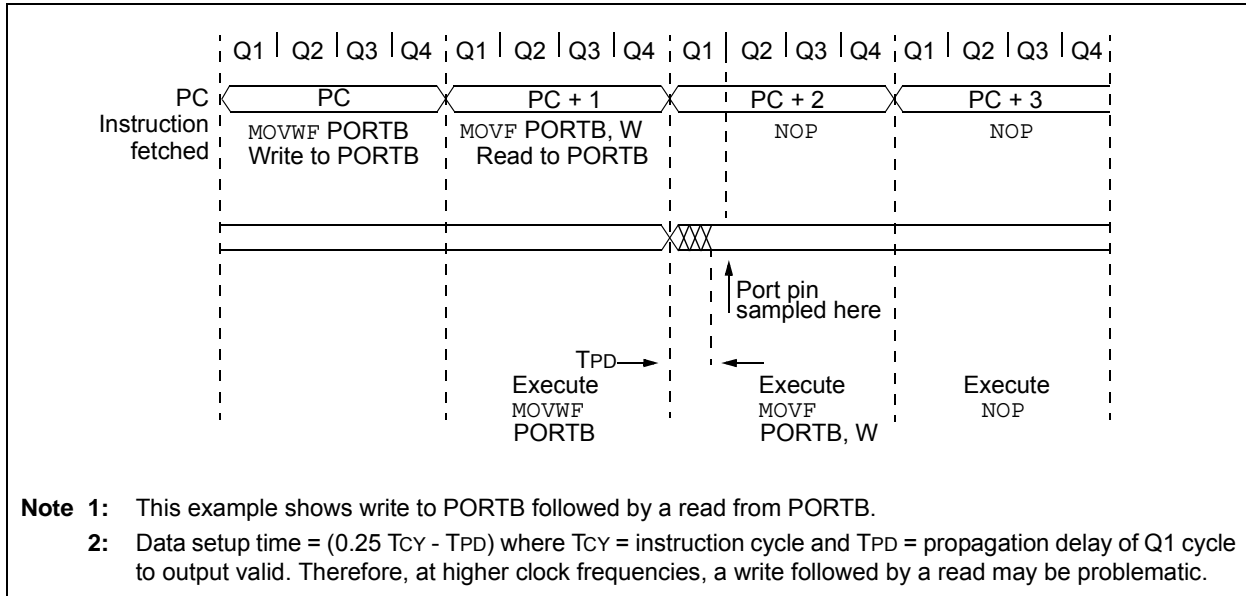 Q1 Q2 Q3 Q4 Q1 Q2 Q3 Q4 Q1 Q2 Q3 Q4 Q1 Q2 Q3 Q4
PC PC PC + 1 PC + 2 PC + 3
Instruction
fetched
MOVWF PORTB MOVF PORTB, W NOP NOP
Write to PORTB Read to PORTB
Port pin
sampled here
TPD
Execute Execute Execute
MOVWF MOVF NOP
PORTB PORTB, W
Note 1: This example shows write to PORTB followed by a read from PORTB.
2: Data setup time = (0.25 TCY - TPD) where TCY = instruction cycle and TPD = propagation delay of Q1 cycle
to output valid. Therefore, at higher clock frequencies, a write followed by a read may be problematic.